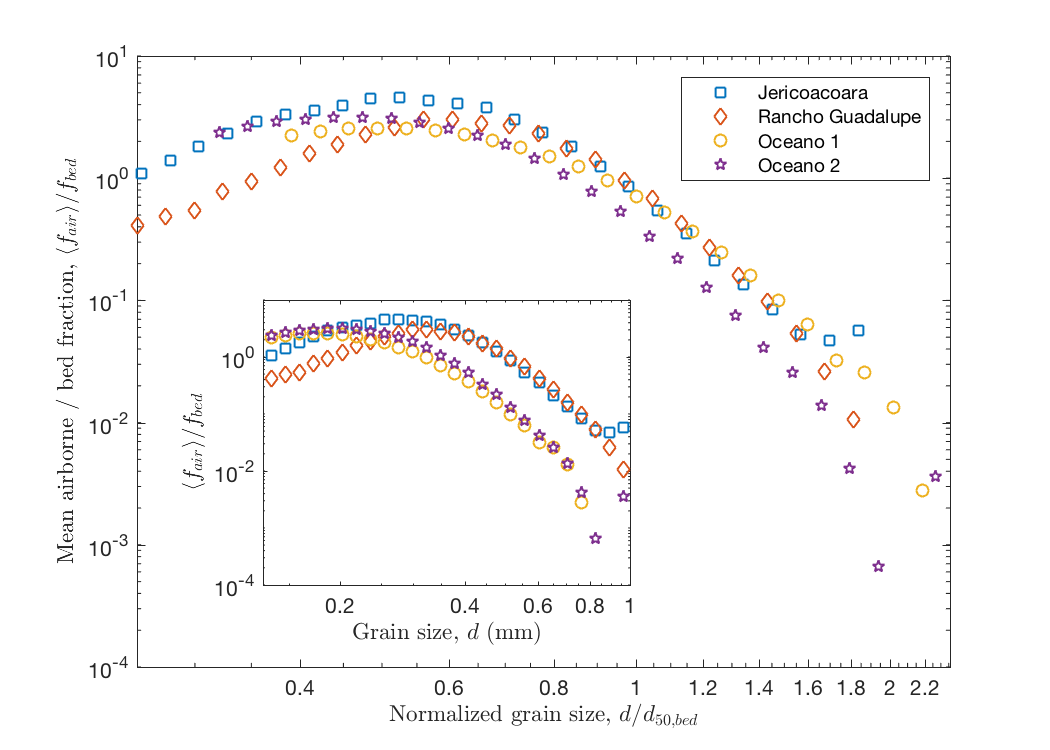 Mean airborne / bed fraction, ⟨f_air⟩/f_bed
10^1
10^0
10^-1
10^-2
10^-3
10^-4
Jericoacoara
Rancho Guadalupe
Oceano 1
Oceano 2
⟨f_air⟩/f_bed
10^0
10^-2
10^-4
0.2 0.4 0.6 0.8 1
Grain size, d (mm)
0.4 0.6 0.8 1 1.2 1.4 1.6 1.8 2 2.2
Normalized grain size, d/d_50,bed